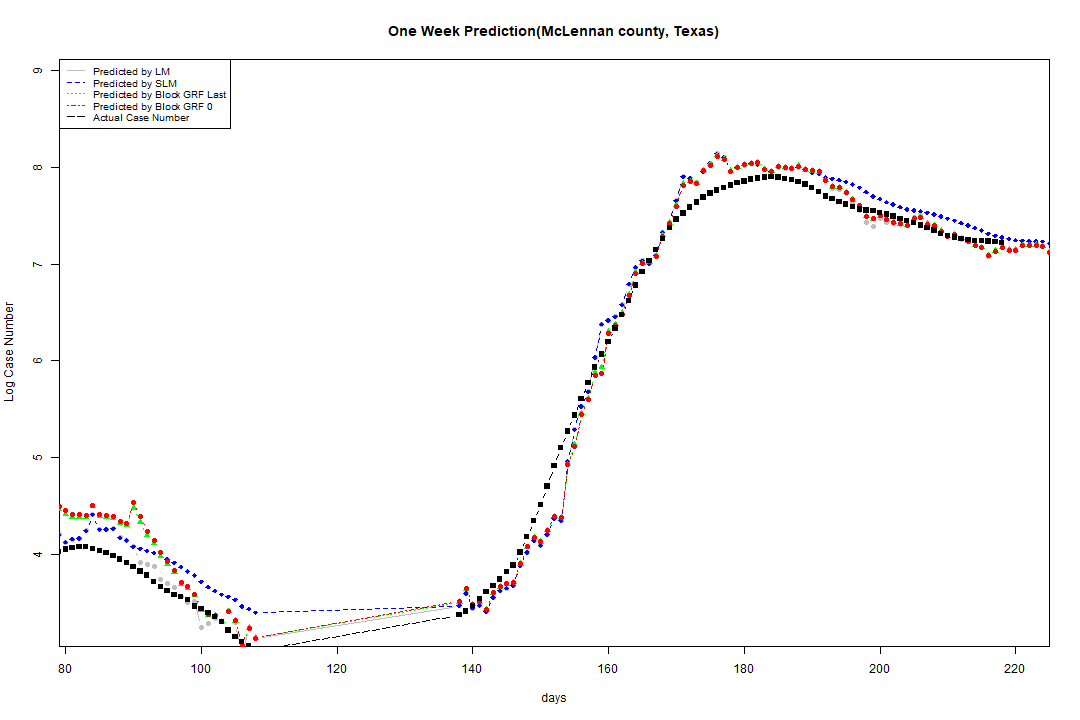 One Week Prediction(McLennan county, Texas)
Predicted by LM
Predicted by SLM
Predicted by Block GRF Last
Predicted by Block GRF 0
Actual Case Number
9
8
7
6
5
4
Log Case Number
80 100 120 140 160 180 200 220
days